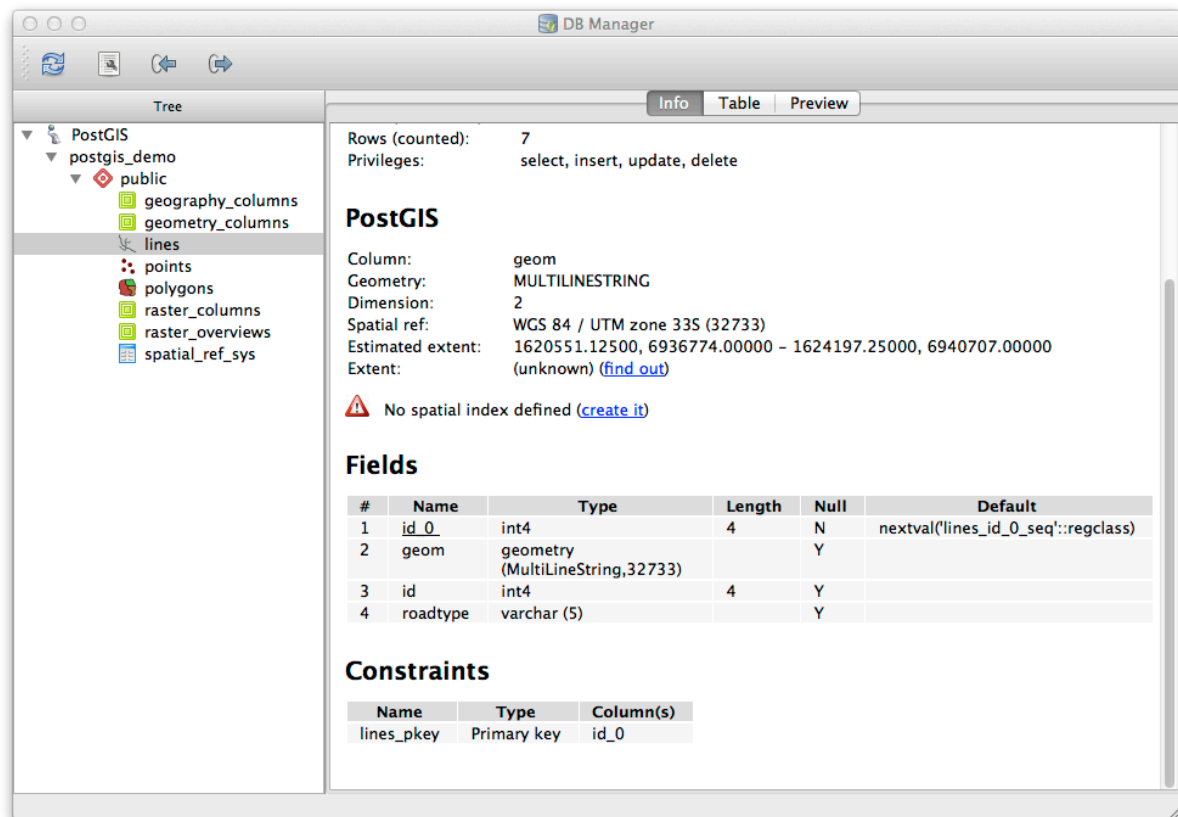 DB Manager
Tree
Info Table Preview
PostGIS
postgis_demo
public
geography_columns
geometry_columns
lines
points
polygons
raster_columns
raster_overviews
spatial_ref_sys
Rows (counted): 7
Privileges: select, insert, update, delete
PostGIS
Column: geom
Geometry: MULTILINESTRING
Dimension: 2
Spatial ref: WGS 84 / UTM zone 33S (32733)
Estimated extent: 1620551.12500, 6936774.00000 – 1624197.25000, 6940707.00000
Extent: (unknown) (find out)
No spatial index defined (create it)
Fields
# Name Type Length Null Default
1 id_0 int4 4 N nextval('lines_id_0_seq'::regclass)
2 geom geometry Y
(MultiLineString,32733)
3 id int4 4 Y
4 roadtype varchar (5) Y
Constraints
Name Type Column(s)
lines_pkey Primary key id_0